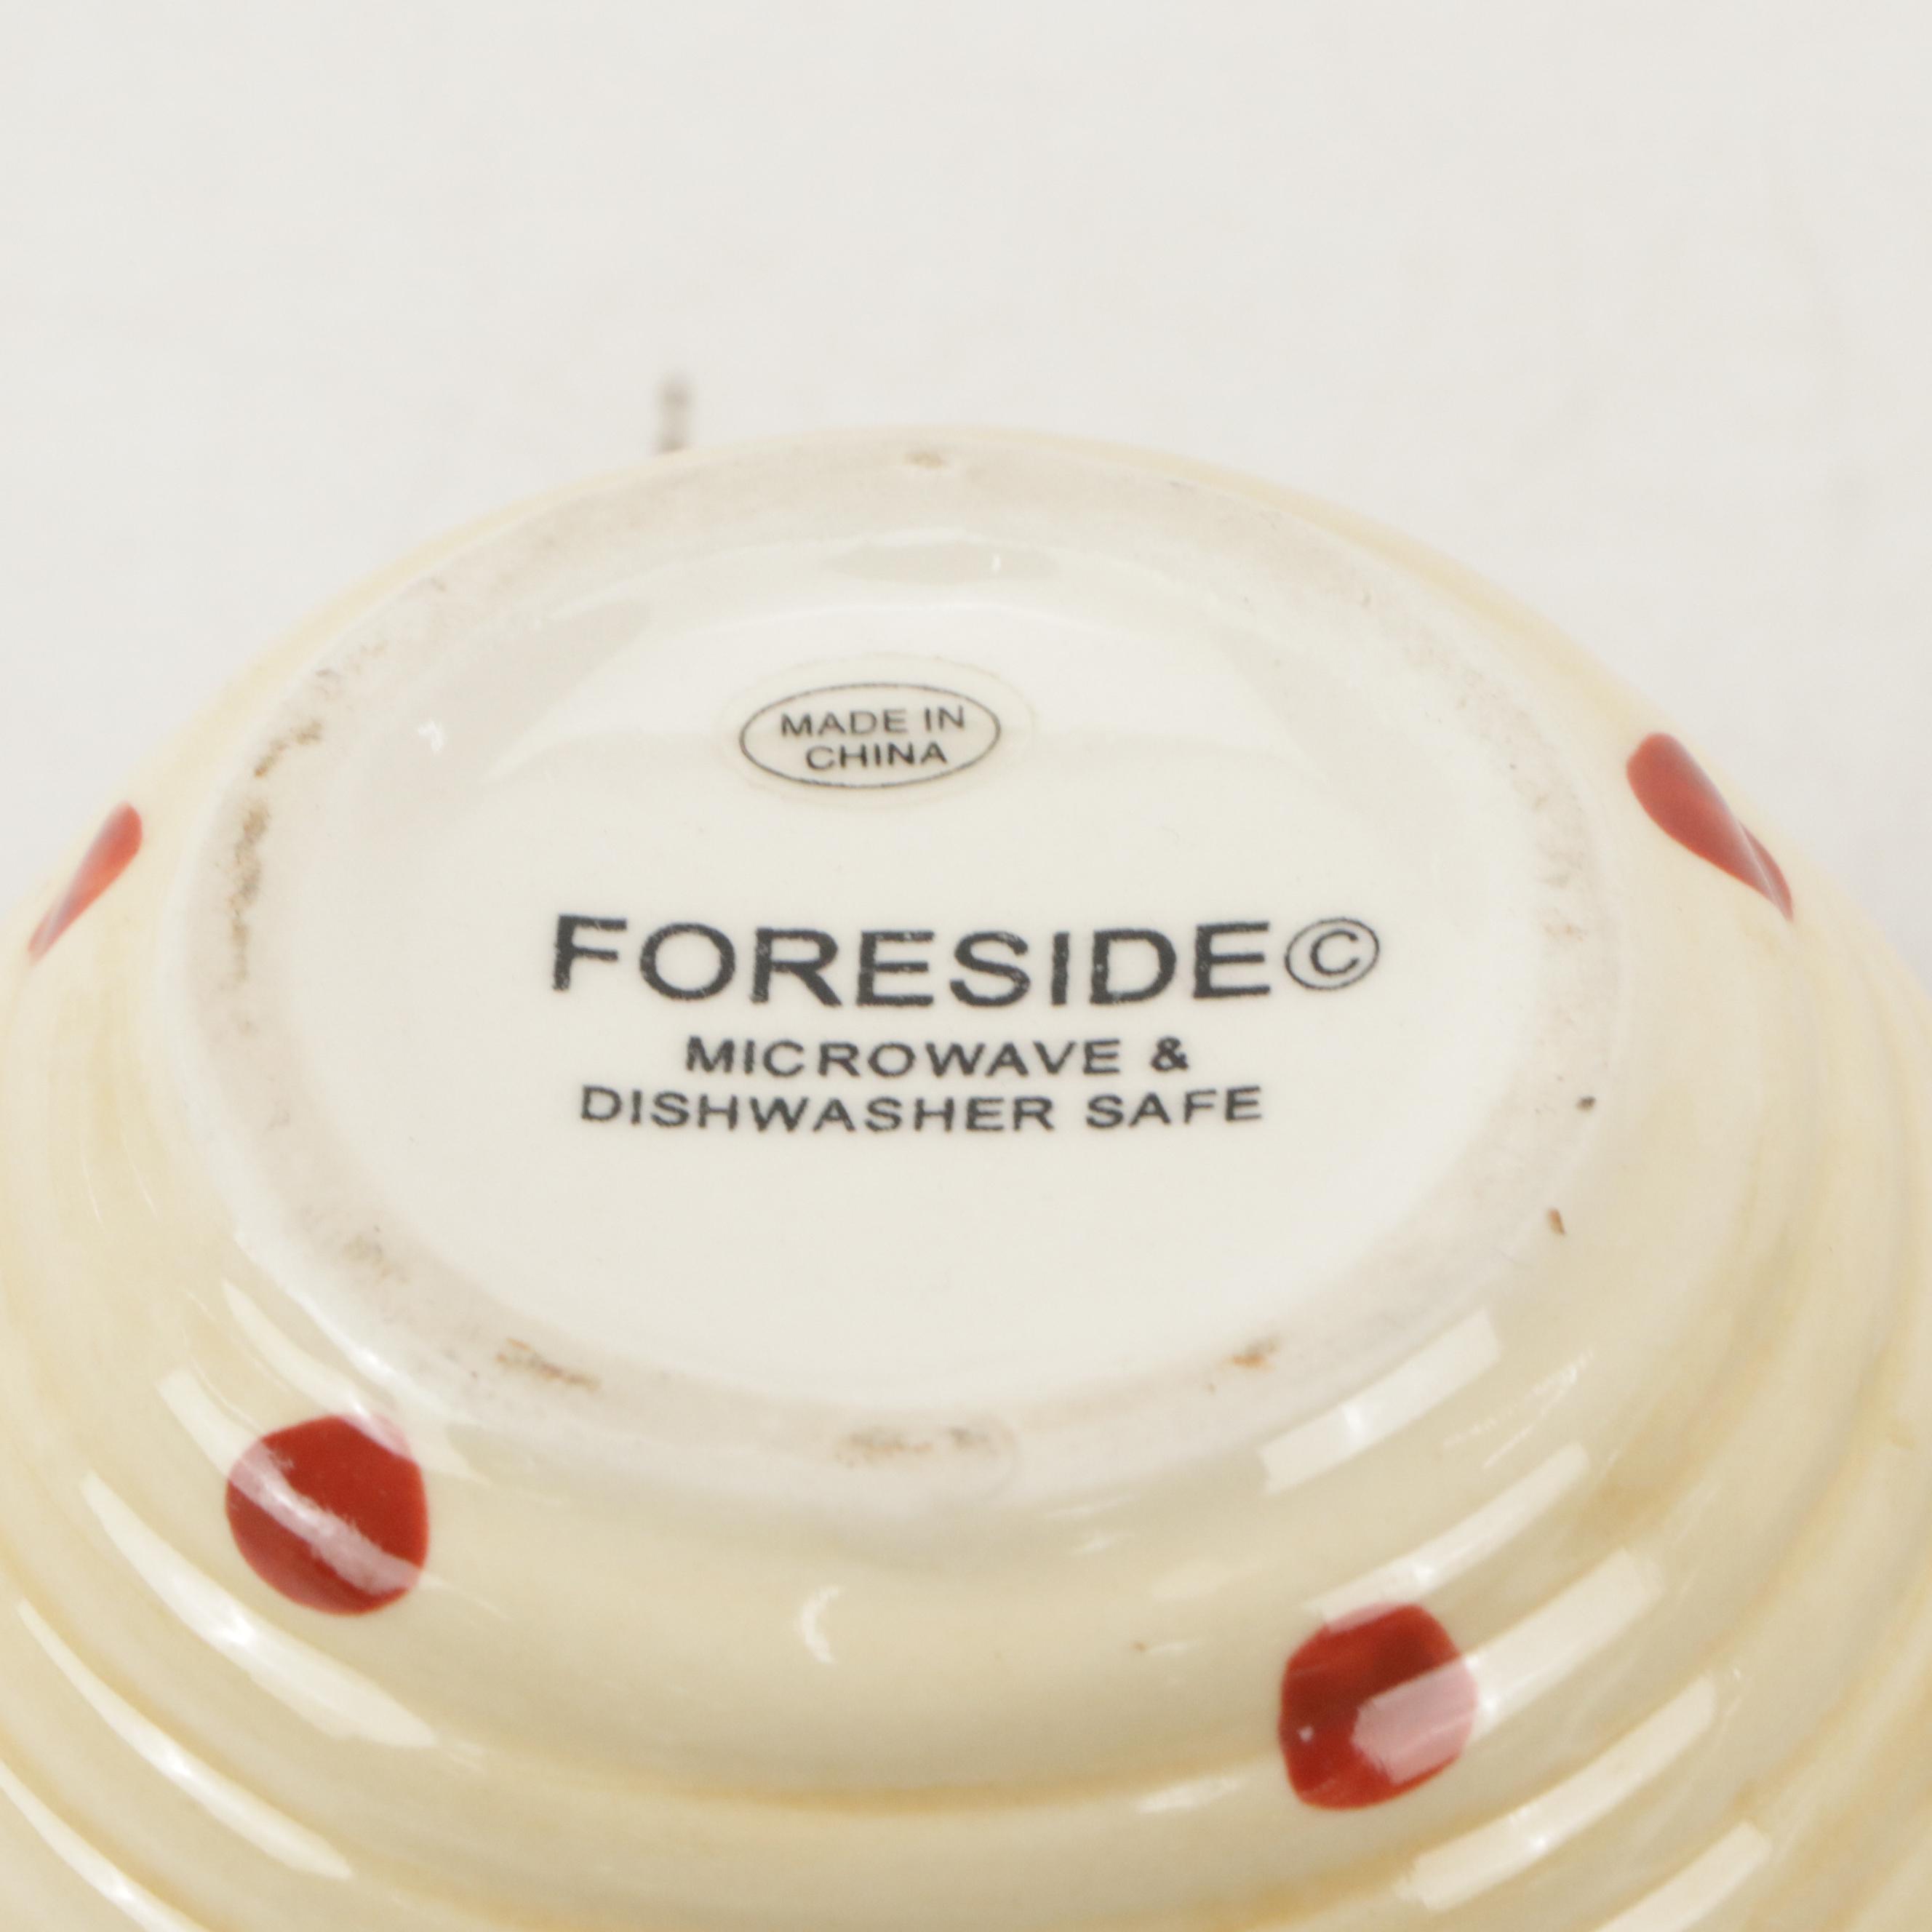 MADE IN
CHINA
FORESIDE©
MICROWAVE &
DISHWASHER SAFE